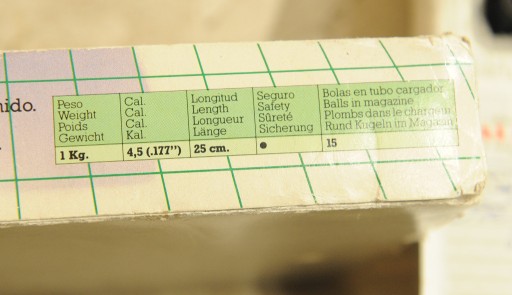 nido.
Peso Cal. Longitud Seguro Bolas en tubo cargador
Weight Cal. Length Safety Balls in magazine
Poids Cal. Longueur Sûreté Plombs dans le chargeur
Gewicht Kal. Länge Sicherung Rund Kugeln im Magazin
1 Kg. 4,5 (.177") 25 cm. ● 15